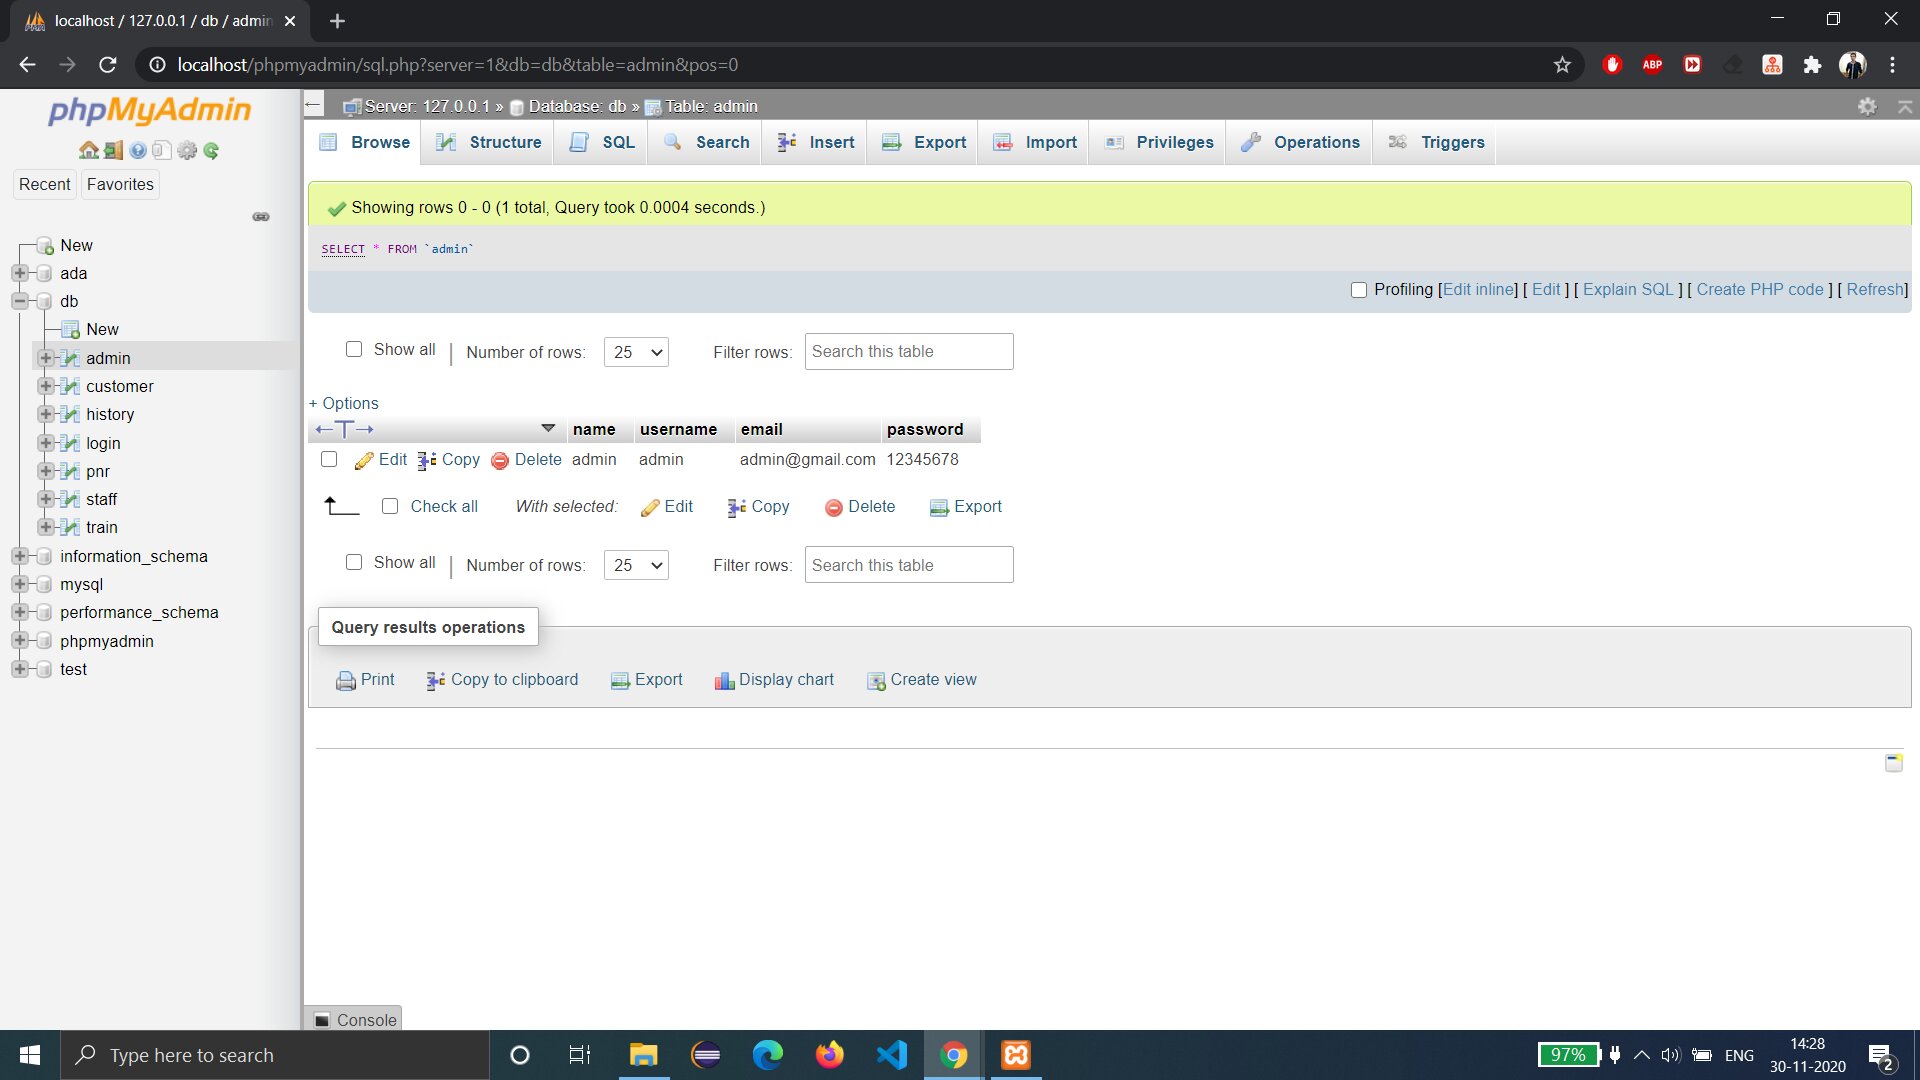 localhost / 127.0.0.1 / db / admin
localhost/phpmyadmin/sql.php?server=1&db=db&table=admin&pos=0
ABP
phpMyAdmin
Recent Favorites
New
ada
db
New
admin
customer
history
login
pnr
staff
train
information_schema
mysql
performance_schema
phpmyadmin
test
Server: 127.0.0.1 » Database: db » Table: admin
Browse Structure SQL Search Insert Export Import Privileges Operations Triggers
Showing rows 0 - 0 (1 total, Query took 0.0004 seconds.)
SELECT * FROM `admin`
Profiling [Edit inline] [ Edit ] [ Explain SQL ] [ Create PHP code ] [ Refresh]
Show all | Number of rows: 25 Filter rows: Search this table
+ Options
←T→ name username email password
Edit Copy Delete admin admin admin@gmail.com 12345678
Check all With selected: Edit Copy Delete Export
Show all | Number of rows: 25 Filter rows: Search this table
Query results operations
Print Copy to clipboard Export Display chart Create view
Console
Type here to search
97% ENG
14:28
30-11-2020
2